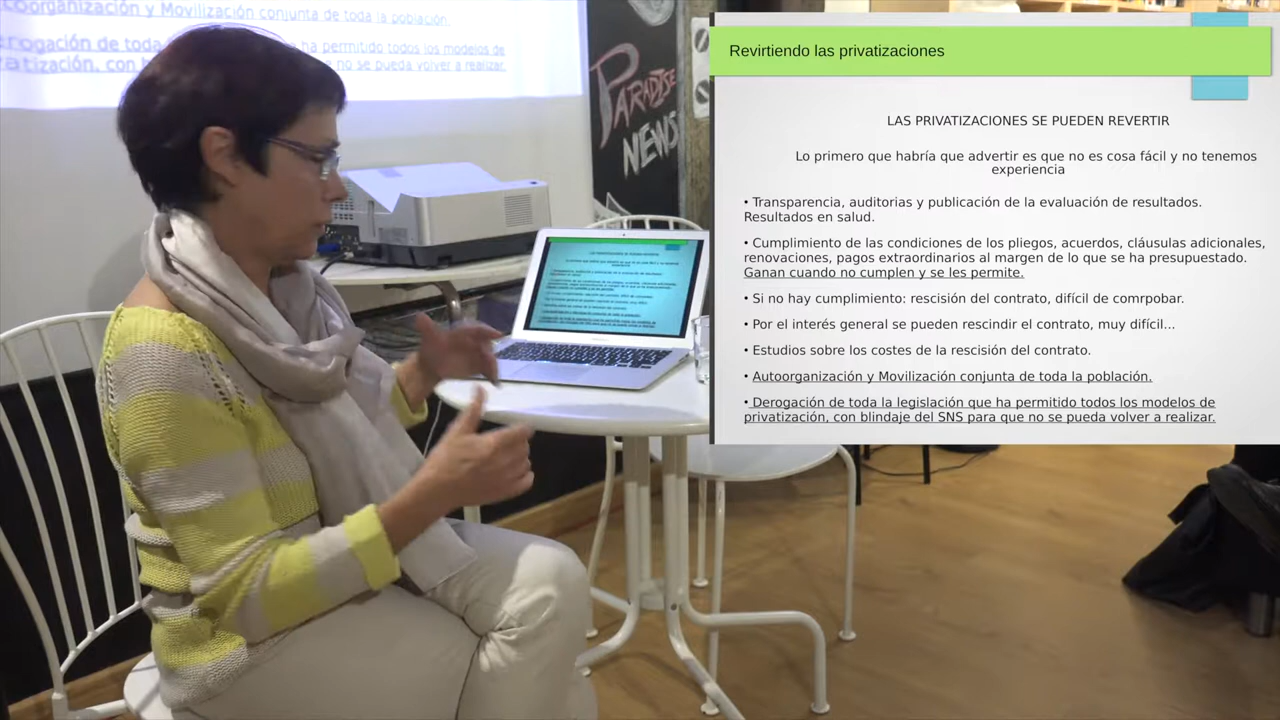 oorganización y Movilización conjunta de toda la población.
rogación de toda ha permitido todos los modelos de
tización, con e no se pueda volver a realizar.
PARADISE
NEWS
Revirtiendo las privatizaciones
LAS PRIVATIZACIONES SE PUEDEN REVERTIR
Lo primero que habría que advertir es que no es cosa fácil y no tenemos
experiencia
• Transparencia, auditorias y publicación de la evaluación de resultados.
Resultados en salud.
• Cumplimiento de las condiciones de los pliegos, acuerdos, cláusulas adicionales,
renovaciones, pagos extraordinarios al margen de lo que se ha presupuestado.
Ganan cuando no cumplen y se les permite.
• Si no hay cumplimiento: rescisión del contrato, difícil de comrpobar.
• Por el interés general se pueden rescindir el contrato, muy difícil...
• Estudios sobre los costes de la rescisión del contrato.
• Autoorganización y Movilización conjunta de toda la población.
• Derogación de toda la legislación que ha permitido todos los modelos de
privatización, con blindaje del SNS para que no se pueda volver a realizar.